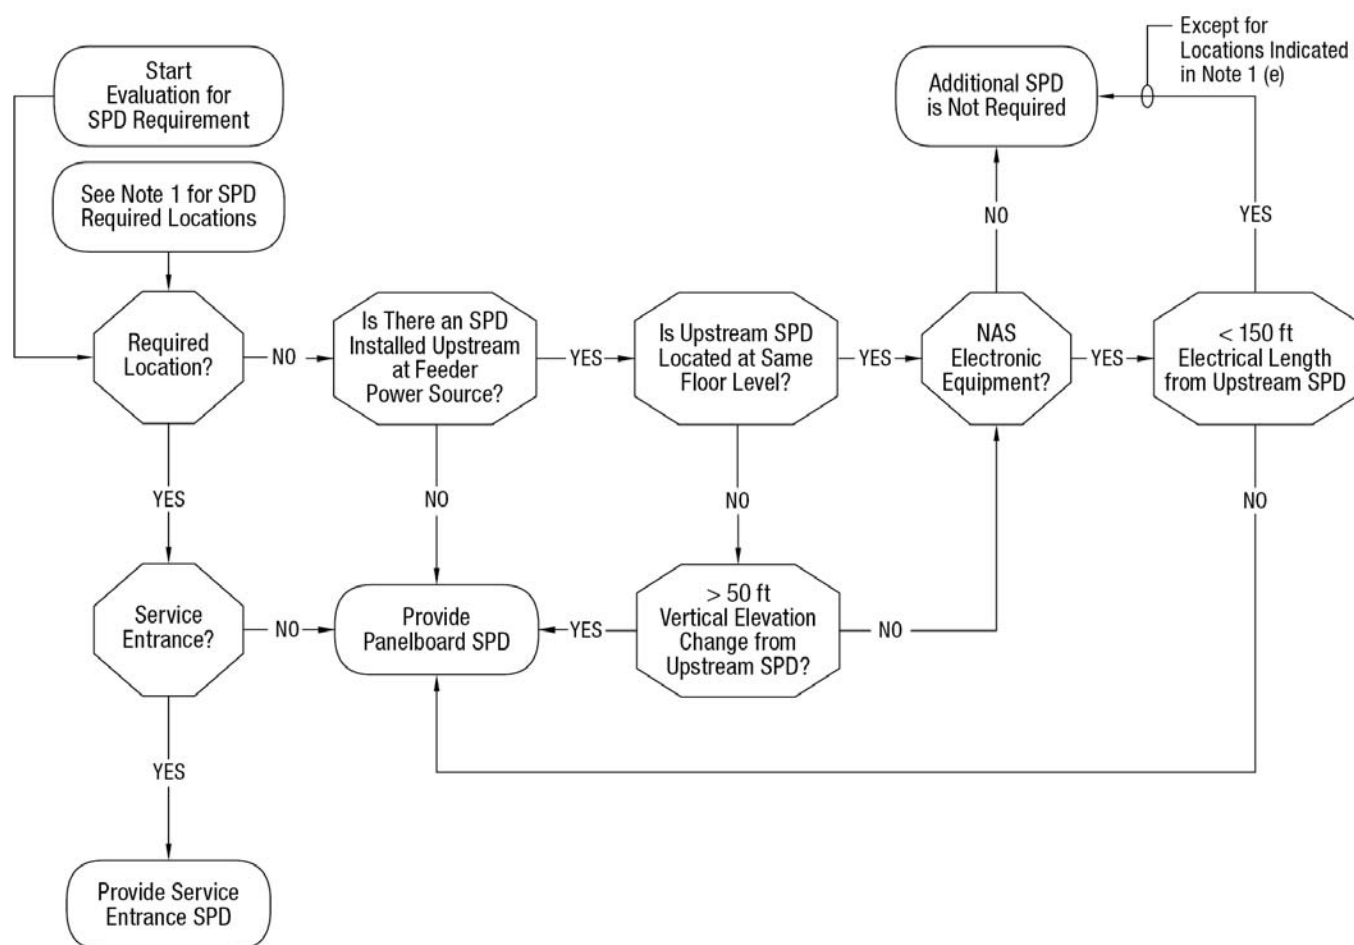 Start
Evaluation for
SPD Requirement
See Note 1 for SPD
Required Locations
Required
Location?
NO
Is There an SPD
Installed Upstream
at Feeder
Power Source?
YES
Is Upstream SPD
Located at Same
Floor Level?
YES
NAS
Electronic
Equipment?
YES
< 150 ft
Electrical Length
from Upstream SPD
NO
Additional SPD
is Not Required
Except for
Locations Indicated
in Note 1 (e)
YES
YES
NO
NO
NO
Service
Entrance?
NO
Provide
Panelboard SPD
YES
> 50 ft
Vertical Elevation
Change from
Upstream SPD?
NO
YES
Provide Service
Entrance SPD